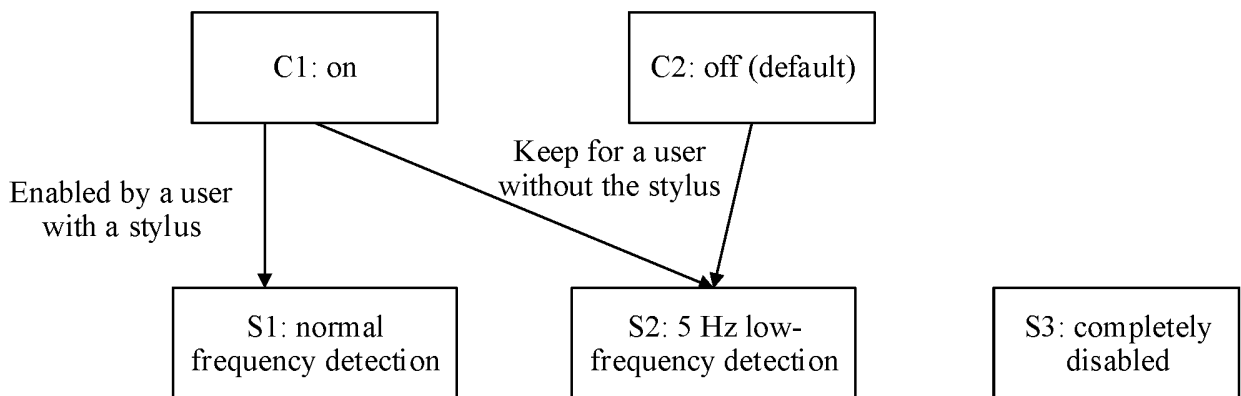 C1: on
C2: off (default)
Enabled by a user
with a stylus
Keep for a user
without the stylus
S1: normal
frequency detection
S2: 5 Hz low-
frequency detection
S3: completely
disabled